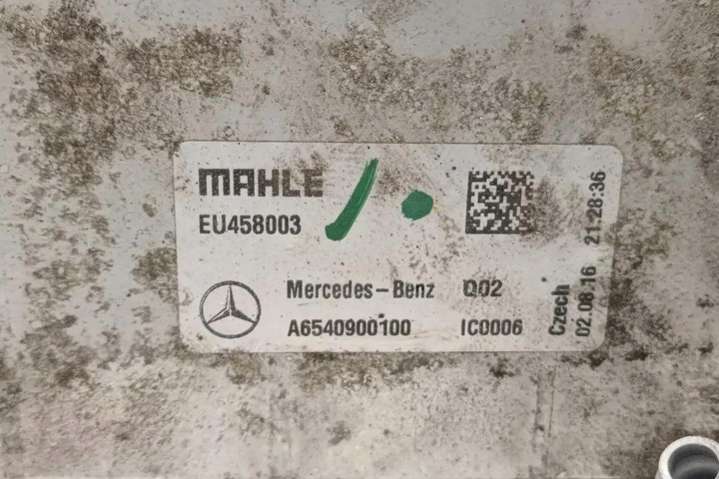 MAHLE
EU458003
Mercedes-Benz Q02
A6540900100 IC0006
Czech
02.08.16 21:28:36